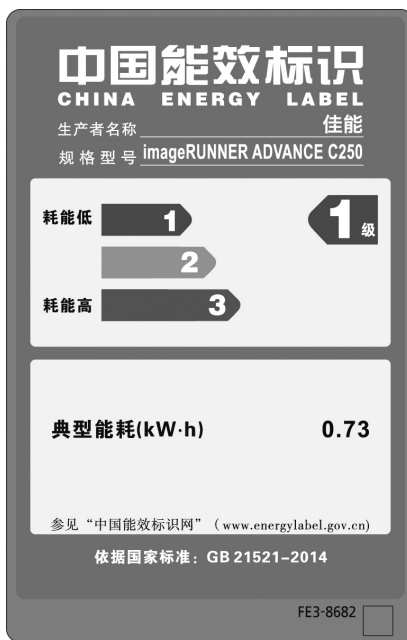 中国能效标识
CHINA ENERGY LABEL
生产者名称 佳能
规格型号 imageRUNNER ADVANCE C250
耗能低 1
1级
2
耗能高 3
典型能耗(kW·h) 0.73
参见“中国能效标识网”（www.energylabel.gov.cn)
依据国家标准：GB 21521-2014
FE3-8682